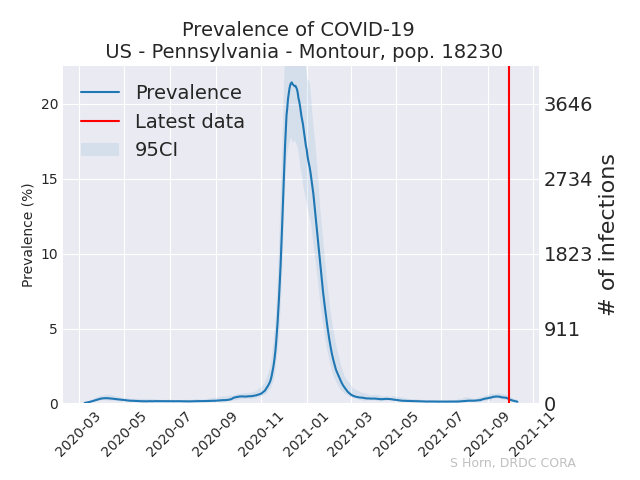 Prevalence of COVID-19
US - Pennsylvania - Montour, pop. 18230
Prevalence
Latest data
95CI
Prevalence (%)
20
15
10
5
0
3646
2734
1823
911
0
# of infections
2020-03
2020-05
2020-07
2020-09
2020-11
2021-01
2021-03
2021-05
2021-07
2021-09
2021-11
S Horn, DRDC CORA